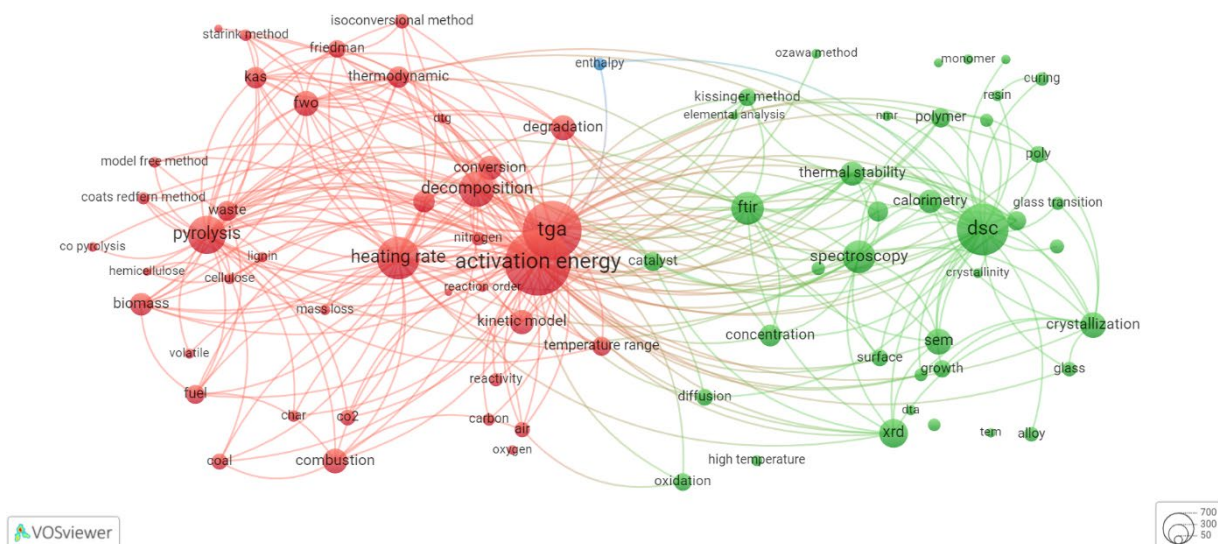 isoconversional method
starink method
friedman
kas
thermodynamic
fwo
dtg
degradation
model free method
conversion
coats redfern method
decomposition
waste
pyrolysis
tga
nitrogen
co pyrolysis
lignin
heating rate
activation energy
hemicellulose
cellulose
reaction order
biomass
mass loss
kinetic model
temperature range
volatile
reactivity
fuel
char
co2
carbon
air
oxygen
coal
combustion
enthalpy
ozawa method
monomer
curing
kissinger method
resin
elemental analysis
nmr
polymer
poly
thermal stability
ftir
calorimetry
glass transition
dsc
catalyst
spectroscopy
crystallinity
concentration
crystallization
sem
surface
growth
glass
diffusion
dta
xrd
tem
alloy
high temperature
oxidation
VOSviewer
700
300
50